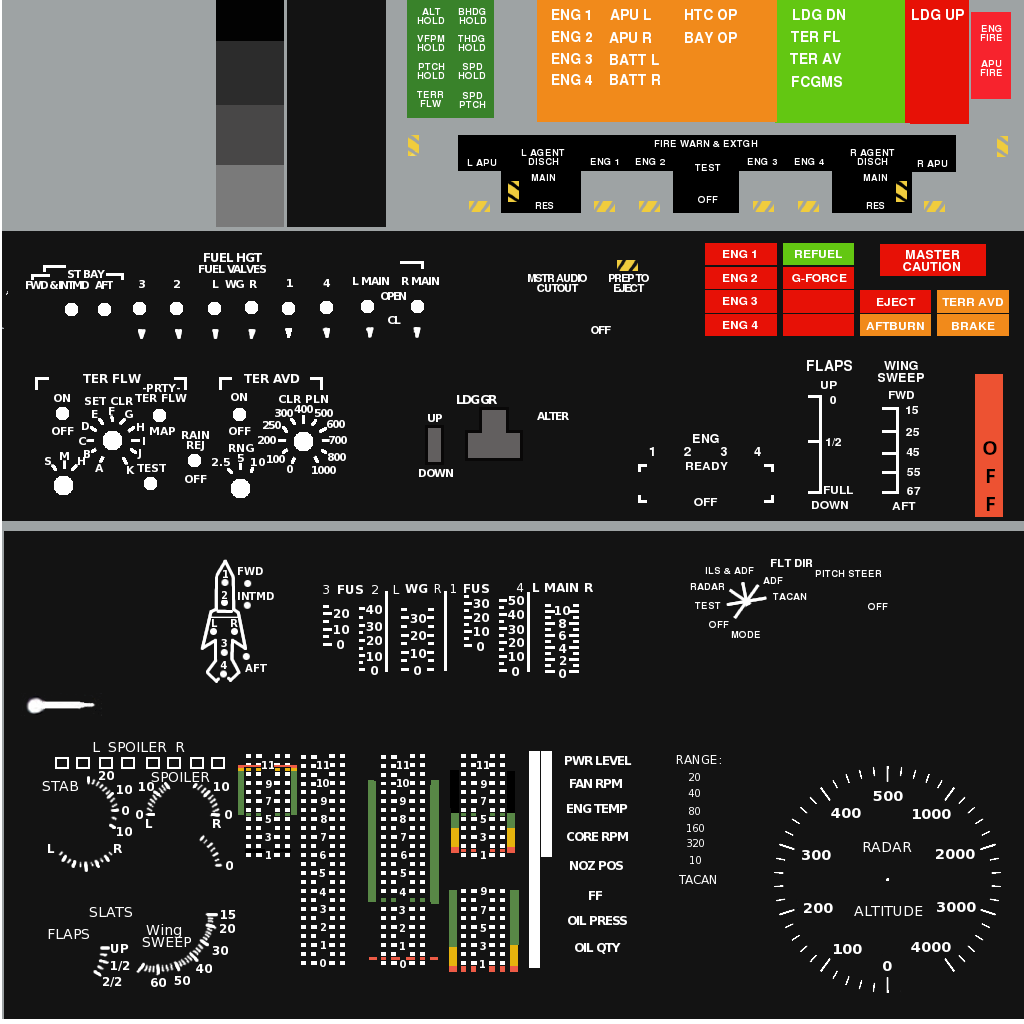 ALT HOLD
BHDG HOLD
VFPM HOLD
THDG HOLD
PTCH HOLD
SPD HOLD
TERR FLW
SPD PTCH
ENG 1 APU L HTC OP
ENG 2 APU R BAY OP
ENG 3 BATT L
ENG 4 BATT R
LDG DN
TER FL
TER AV
FCGMS
LDG UP
ENG FIRE
APU FIRE
FIRE WARN & EXTGH
L APU
L AGENT DISCH
MAIN
RES
ENG 1
ENG 2
TEST
OFF
ENG 3
ENG 4
R AGENT DISCH
MAIN
RES
R APU
FUEL HGT
FUEL VALVES
ST BAY
FWD & INTMD AFT
3 2 L WG R 1 4
L MAIN R MAIN
OPEN
CL
MSTR AUDIO CUTOUT
PREP TO EJECT
OFF
ENG 1
ENG 2
ENG 3
ENG 4
REFUEL
G-FORCE
MASTER CAUTION
EJECT
TERR AVD
AFTBURN
BRAKE
TER FLW
-PRTY-
TER FLW
ON
OFF
SET CLR
A B C D E F G H I J K
MAP
S M H
TEST
RAIN REJ
OFF
TER AVD
ON
OFF
RNG
2.5 5 10
CLR PLN
0 100 200 250 300 400 500 600 700 800 1000
LDG GR
UP
DOWN
ALTER
ENG
1 2 3 4
READY
OFF
FLAPS
UP
0
1/2
FULL
DOWN
WING SWEEP
FWD
15
25
45
55
67
AFT
OFF
1
2
L R
3
4
FWD
INTMD
AFT
3 FUS 2 L WG R 1 FUS 4 L MAIN R
20
10
0
40
30
20
10
0
30
20
10
0
30
20
10
0
50
40
30
20
10
0
10
8
6
4
2
0
FLT DIR
ILS & ADF
RADAR
TEST
OFF
MODE
ADF
TACAN
PITCH STEER
OFF
L SPOILER R
STAB
20
10
0
10
SPOILER
10 10
0 0
L R
L R
0
SLATS
FLAPS
UP
1/2
2/2
Wing SWEEP
15
20
30
40
50
60
11
9
7
5
3
1
11
10
9
8
7
6
5
4
3
2
1
0
11
10
9
8
7
6
5
4
3
2
1
0
11
9
7
5
3
1
9
7
5
3
1
PWR LEVEL
FAN RPM
ENG TEMP
CORE RPM
NOZ POS
FF
OIL PRESS
OIL QTY
RANGE:
20
40
80
160
320
10
TACAN
RADAR
ALTITUDE
0
100
200
300
400
500
1000
2000
3000
4000